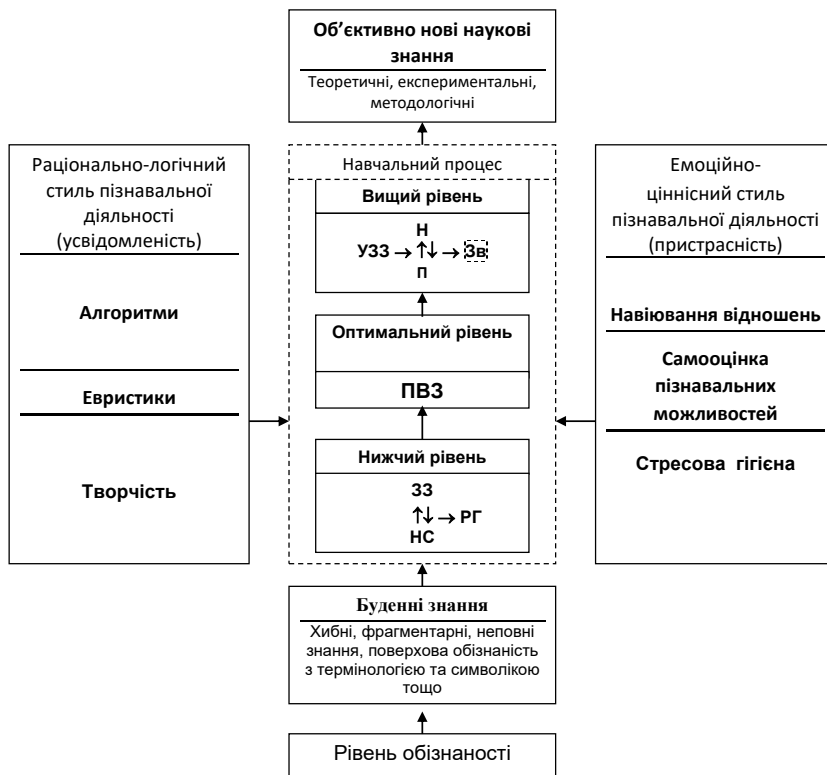 Об’єктивно нові наукові
знання
Теоретичні, експериментальні,
методологічні
Раціонально-логічний
стиль пізнавальної
діяльності
(усвідомленість)
Алгоритми
Евристики
Творчість
Навчальний процес
Вищий рівень
Н
УЗЗ → ↑↓ → Зв
П
Оптимальний рівень
ПВЗ
Нижчий рівень
ЗЗ
↑↓ → РГ
НС
Емоційно-
ціннісний стиль
пізнавальної діяльності
(пристрасність)
Навіювання відношень
Самооцінка
пізнавальних
можливостей
Стресова гігієна
Буденні знання
Хибні, фрагментарні, неповні
знання, поверхова обізнаність
з термінологією та символікою
тощо
Рівень обізнаності